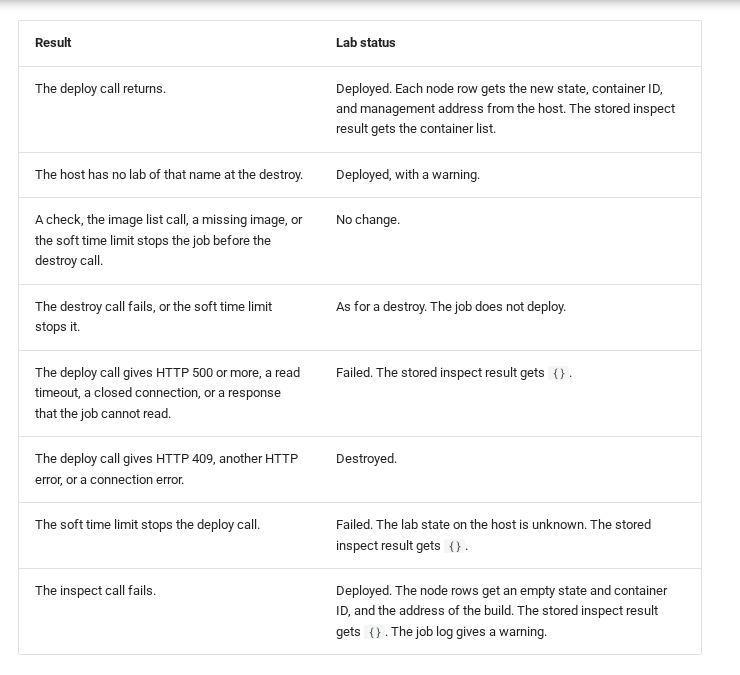 Result
Lab status
The deploy call returns.
Deployed. Each node row gets the new state, container ID,
and management address from the host. The stored inspect
result gets the container list.
The host has no lab of that name at the destroy.
Deployed, with a warning.
A check, the image list call, a missing image, or
the soft time limit stops the job before the
destroy call.
No change.
The destroy call fails, or the soft time limit
stops it.
As for a destroy. The job does not deploy.
The deploy call gives HTTP 500 or more, a read
timeout, a closed connection, or a response
that the job cannot read.
Failed. The stored inspect result gets {}.
The deploy call gives HTTP 409, another HTTP
error, or a connection error.
Destroyed.
The soft time limit stops the deploy call.
Failed. The lab state on the host is unknown. The stored
inspect result gets {}.
The inspect call fails.
Deployed. The node rows get an empty state and container
ID, and the address of the build. The stored inspect result
gets {}. The job log gives a warning.